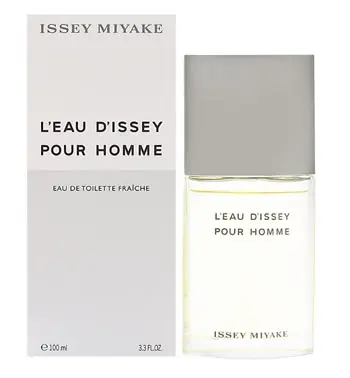 ISSEY MIYAKE
L'EAU D'ISSEY
POUR HOMME
EAU DE TOILETTE FRAÎCHE
℮ 100 ml 3.3 FL.OZ.
L'EAU D'ISSEY
POUR HOMME
ISSEY MIYAKE